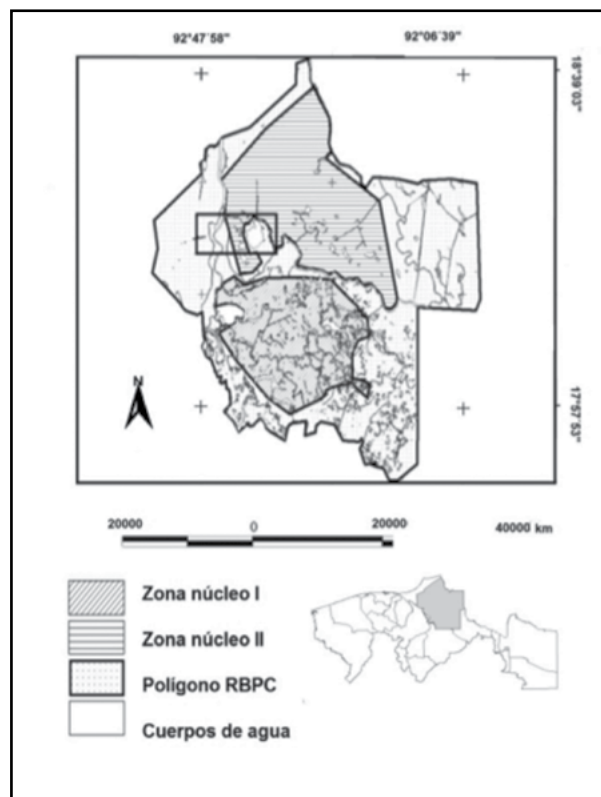 92°47´58" 92°06´39"
18°39´03"
N
17°57´53"
20000 0 20000 40000 km
Zona núcleo I
Zona núcleo II
Polígono RBPC
Cuerpos de agua